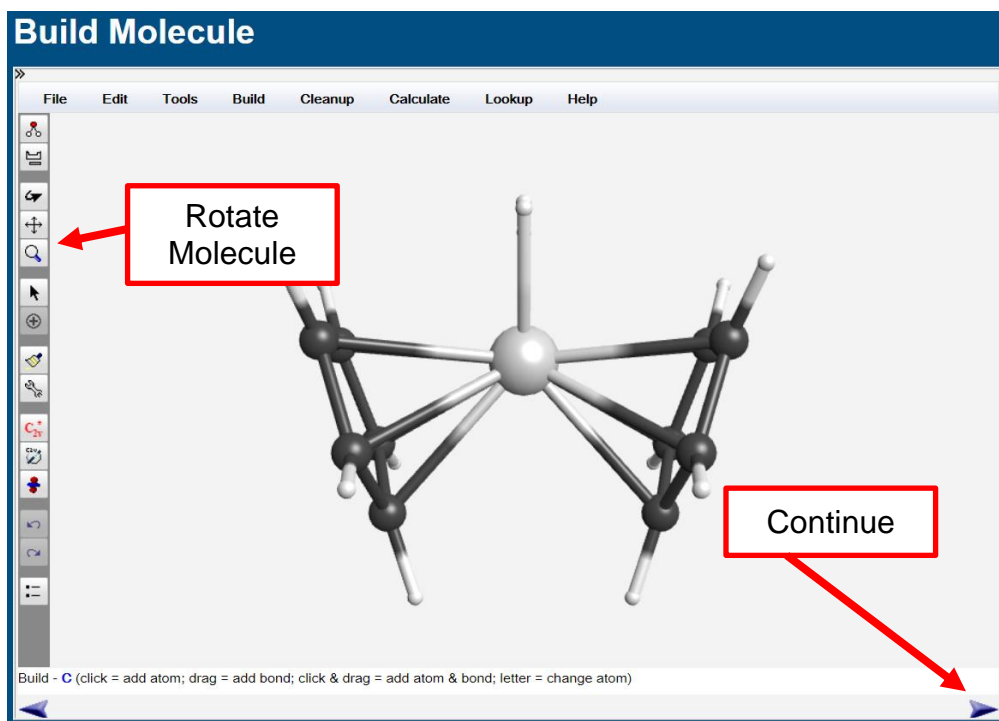 Build Molecule
»
File Edit Tools Build Cleanup Calculate Lookup Help
Rotate
Molecule
Continue
Build - C (click = add atom; drag = add bond; click & drag = add atom & bond; letter = change atom)